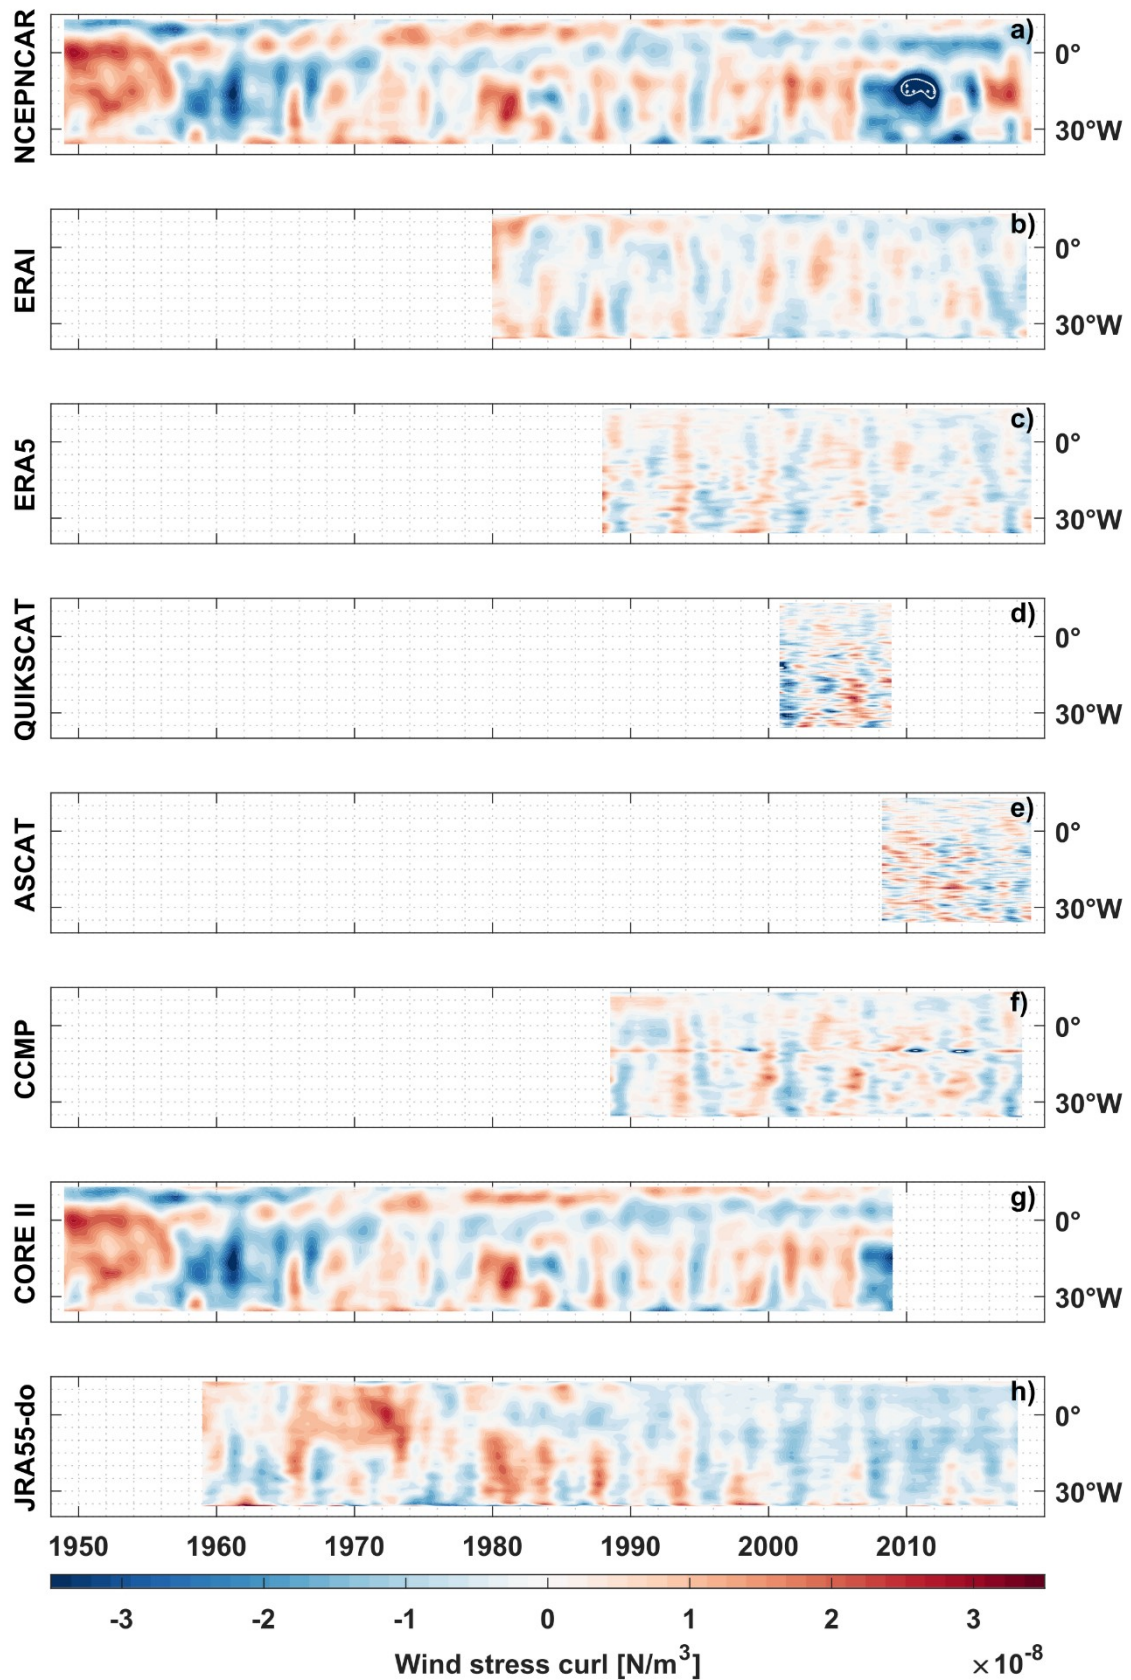 NCEPNCAR
a)
0°
30°W
ERAI
b)
0°
30°W
ERA5
c)
0°
30°W
QUIKSCAT
d)
0°
30°W
ASCAT
e)
0°
30°W
CCMP
f)
0°
30°W
CORE II
g)
0°
30°W
JRA55-do
h)
0°
30°W
1950 1960 1970 1980 1990 2000 2010
-3 -2 -1 0 1 2 3
Wind stress curl [N/m³] ×10⁻⁸